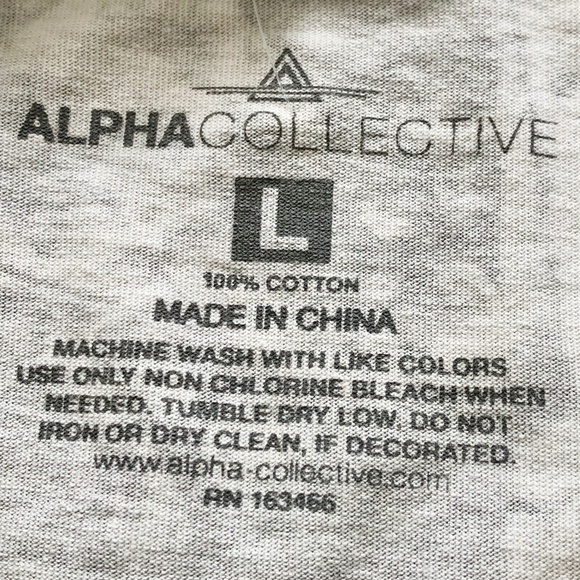 ALPHACOLLECTIVE
L
100% COTTON
MADE IN CHINA
MACHINE WASH WITH LIKE COLORS
USE ONLY NON CHLORINE BLEACH WHEN
NEEDED. TUMBLE DRY LOW, DO NOT
IRON OR DRY CLEAN, IF DECORATED.
www.alpha-collective.com
RN 163466